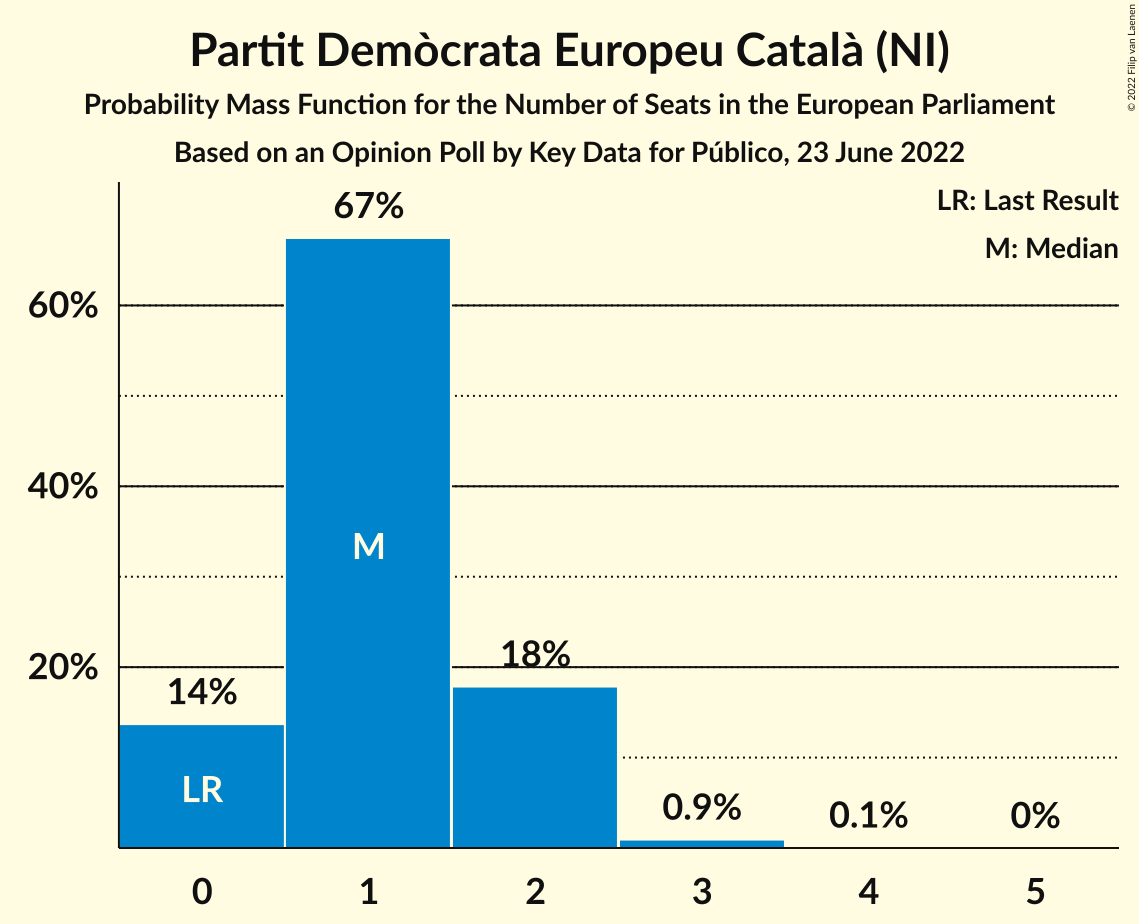 Partit Demòcrata Europeu Català (NI)
Probability Mass Function for the Number of Seats in the European Parliament
Based on an Opinion Poll by Key Data for Público, 23 June 2022
© 2022 Filip van Laenen
LR: Last Result
M: Median
67%
60%
40%
M
20%
18%
14%
LR
0.9%
0.1%
0%
0 1 2 3 4 5